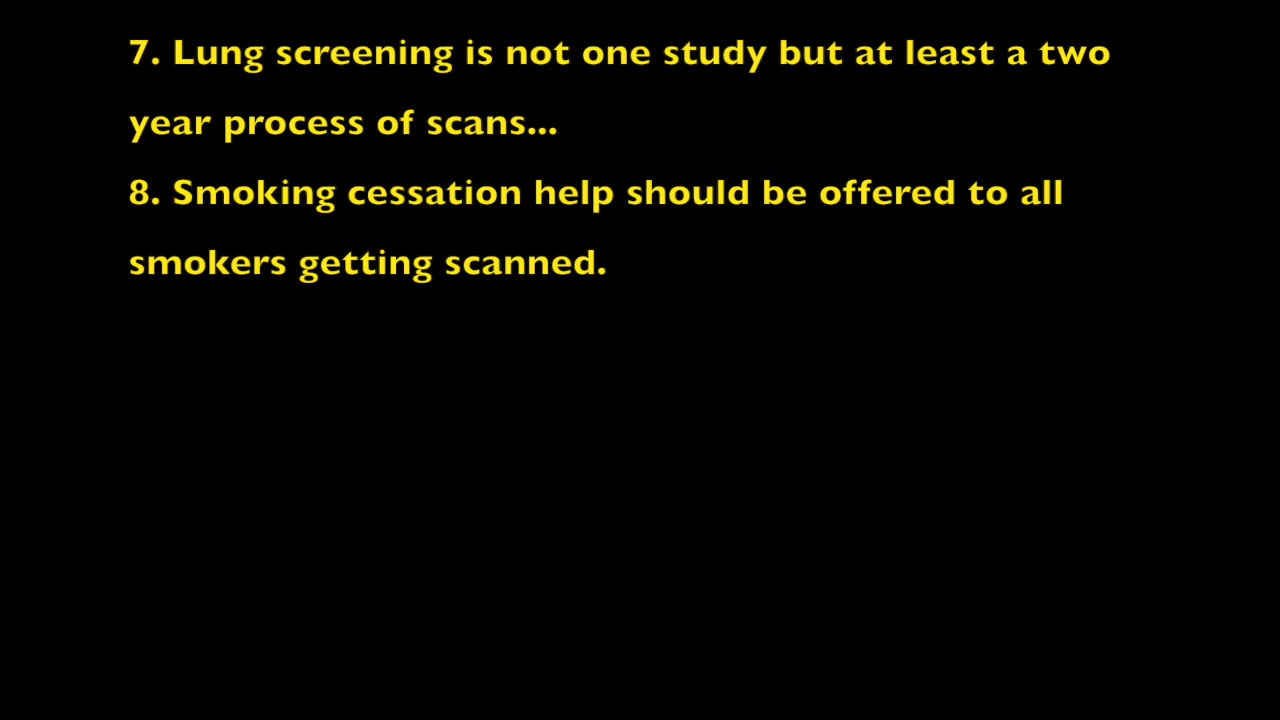 7. Lung screening is not one study but at least a two
year process of scans...
8. Smoking cessation help should be offered to all
smokers getting scanned.